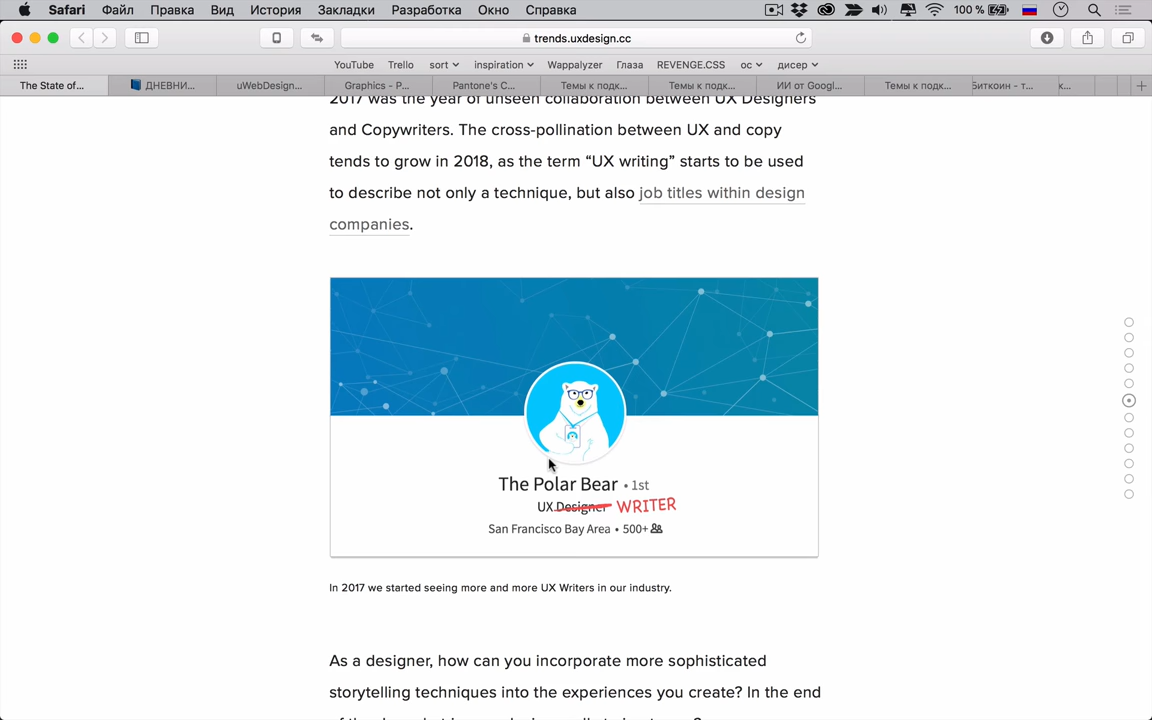 Safari Файл Правка Вид История Закладки Разработка Окно Справка 100 %
trends.uxdesign.cc
YouTube Trello sort inspiration Wappalyzer Глаза REVENGE.CSS ос дисер
The State of... ДНЕВНИ... uWebDesign... Graphics - P... Pantone's C... Темы к подк... Темы к подк... ИИ от Googl... Темы к подк... Биткоин - т... к...
2017 was the year of unseen collaboration between UX Designers
and Copywriters. The cross-pollination between UX and copy
tends to grow in 2018, as the term “UX writing” starts to be used
to describe not only a technique, but also job titles within design
companies.
The Polar Bear • 1st
UX Designer WRITER
San Francisco Bay Area • 500+
In 2017 we started seeing more and more UX Writers in our industry.
As a designer, how can you incorporate more sophisticated
storytelling techniques into the experiences you create? In the end